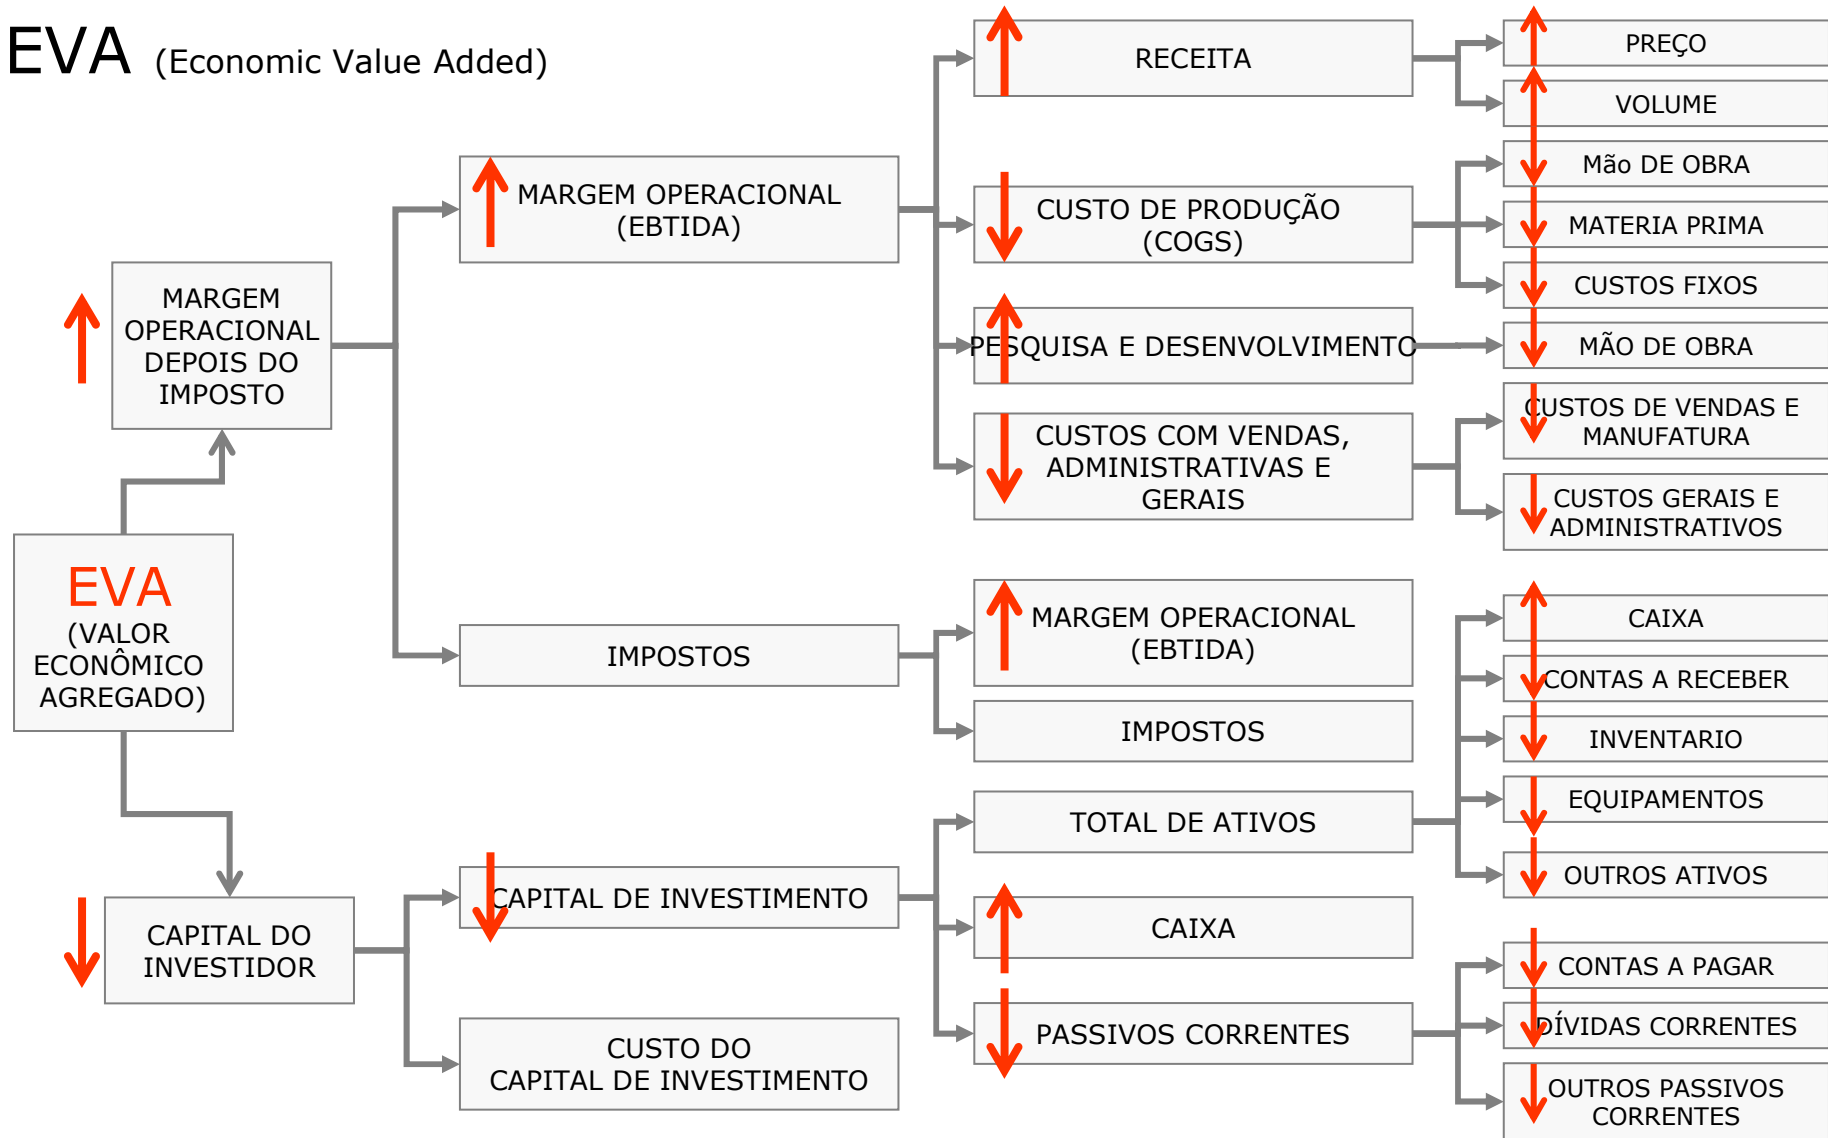 EVA (Economic Value Added)
EVA
(VALOR
ECONÔMICO
AGREGADO)
MARGEM
OPERACIONAL
DEPOIS DO
IMPOSTO
CAPITAL DO
INVESTIDOR
MARGEM OPERACIONAL
(EBTIDA)
IMPOSTOS
CAPITAL DE INVESTIMENTO
CUSTO DO
CAPITAL DE INVESTIMENTO
RECEITA
CUSTO DE PRODUÇÃO
(COGS)
PESQUISA E DESENVOLVIMENTO
CUSTOS COM VENDAS,
ADMINISTRATIVAS E
GERAIS
MARGEM OPERACIONAL
(EBTIDA)
IMPOSTOS
TOTAL DE ATIVOS
CAIXA
PASSIVOS CORRENTES
PREÇO
VOLUME
Mão DE OBRA
MATERIA PRIMA
CUSTOS FIXOS
MÃO DE OBRA
CUSTOS DE VENDAS E
MANUFATURA
CUSTOS GERAIS E
ADMINISTRATIVOS
CAIXA
CONTAS A RECEBER
INVENTARIO
EQUIPAMENTOS
OUTROS ATIVOS
CONTAS A PAGAR
DÍVIDAS CORRENTES
OUTROS PASSIVOS
CORRENTES